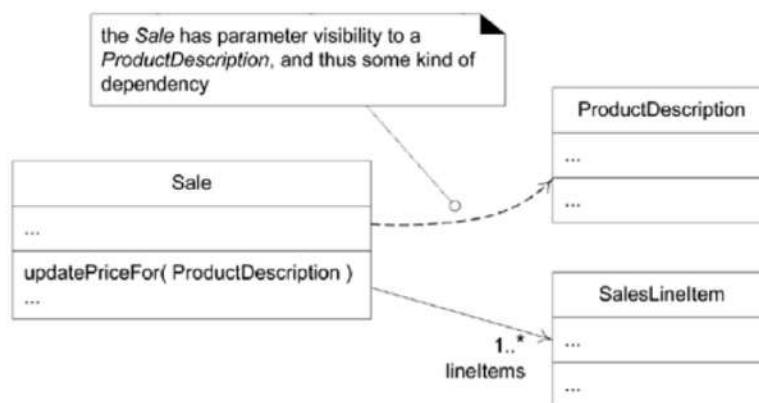 the Sale has parameter visibility to a
ProductDescription, and thus some kind of
dependency
ProductDescription
...
...
Sale
...
updatePriceFor( ProductDescription )
...
SalesLineItem
...
...
1..*
lineItems